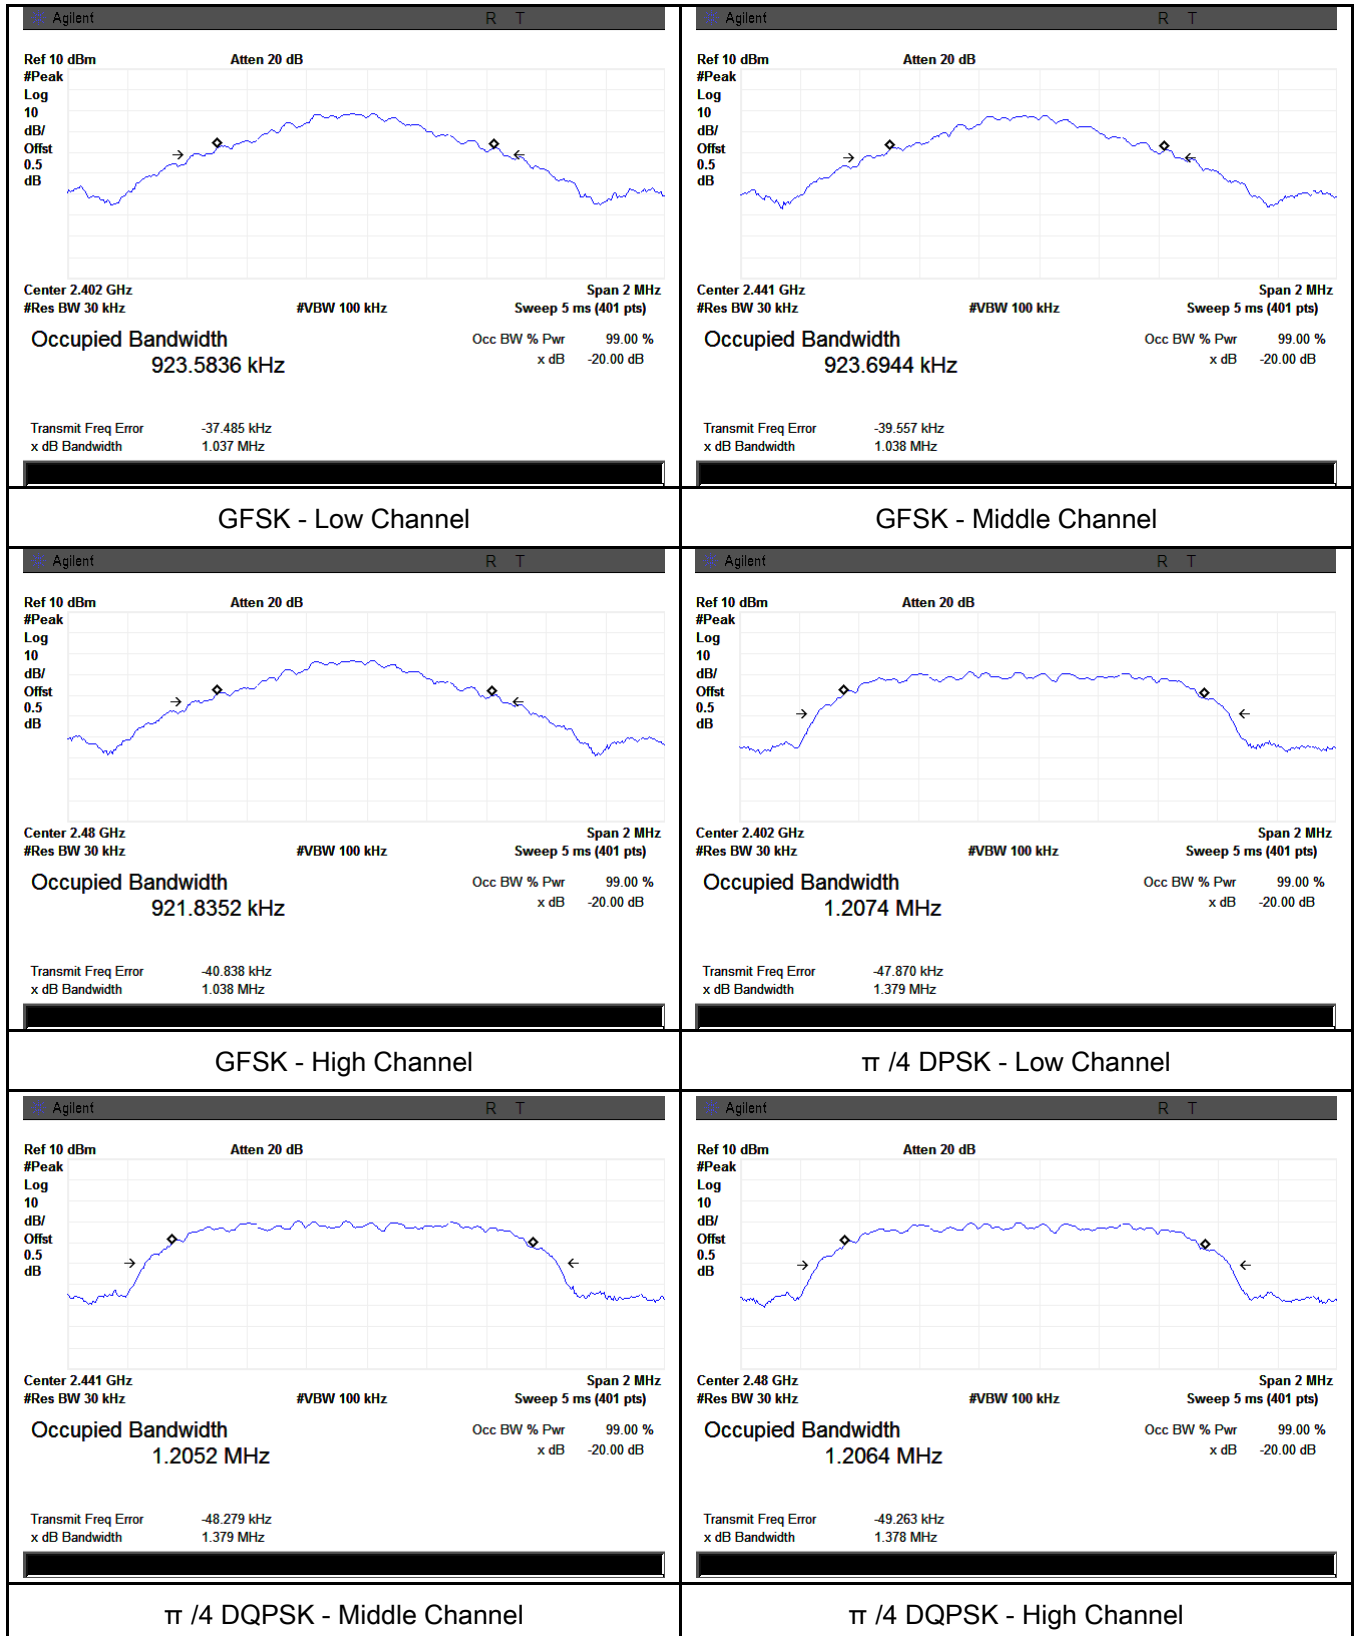 Agilent R T
Ref 10 dBm Atten 20 dB
#Peak
Log
10
dB/
Offst
0.5
dB
Center 2.402 GHz Span 2 MHz
#Res BW 30 kHz #VBW 100 kHz Sweep 5 ms (401 pts)
Occupied Bandwidth Occ BW % Pwr 99.00 %
923.5836 kHz x dB -20.00 dB
Transmit Freq Error -37.485 kHz
x dB Bandwidth 1.037 MHz
GFSK - Low Channel
Agilent R T
Ref 10 dBm Atten 20 dB
#Peak
Log
10
dB/
Offst
0.5
dB
Center 2.441 GHz Span 2 MHz
#Res BW 30 kHz #VBW 100 kHz Sweep 5 ms (401 pts)
Occupied Bandwidth Occ BW % Pwr 99.00 %
923.6944 kHz x dB -20.00 dB
Transmit Freq Error -39.557 kHz
x dB Bandwidth 1.038 MHz
GFSK - Middle Channel
Agilent R T
Ref 10 dBm Atten 20 dB
#Peak
Log
10
dB/
Offst
0.5
dB
Center 2.48 GHz Span 2 MHz
#Res BW 30 kHz #VBW 100 kHz Sweep 5 ms (401 pts)
Occupied Bandwidth Occ BW % Pwr 99.00 %
921.8352 kHz x dB -20.00 dB
Transmit Freq Error -40.838 kHz
x dB Bandwidth 1.038 MHz
GFSK - High Channel
Agilent R T
Ref 10 dBm Atten 20 dB
#Peak
Log
10
dB/
Offst
0.5
dB
Center 2.402 GHz Span 2 MHz
#Res BW 30 kHz #VBW 100 kHz Sweep 5 ms (401 pts)
Occupied Bandwidth Occ BW % Pwr 99.00 %
1.2074 MHz x dB -20.00 dB
Transmit Freq Error -47.870 kHz
x dB Bandwidth 1.379 MHz
π /4 DPSK - Low Channel
Agilent R T
Ref 10 dBm Atten 20 dB
#Peak
Log
10
dB/
Offst
0.5
dB
Center 2.441 GHz Span 2 MHz
#Res BW 30 kHz #VBW 100 kHz Sweep 5 ms (401 pts)
Occupied Bandwidth Occ BW % Pwr 99.00 %
1.2052 MHz x dB -20.00 dB
Transmit Freq Error -48.279 kHz
x dB Bandwidth 1.379 MHz
π /4 DQPSK - Middle Channel
Agilent R T
Ref 10 dBm Atten 20 dB
#Peak
Log
10
dB/
Offst
0.5
dB
Center 2.48 GHz Span 2 MHz
#Res BW 30 kHz #VBW 100 kHz Sweep 5 ms (401 pts)
Occupied Bandwidth Occ BW % Pwr 99.00 %
1.2064 MHz x dB -20.00 dB
Transmit Freq Error -49.263 kHz
x dB Bandwidth 1.378 MHz
π /4 DQPSK - High Channel